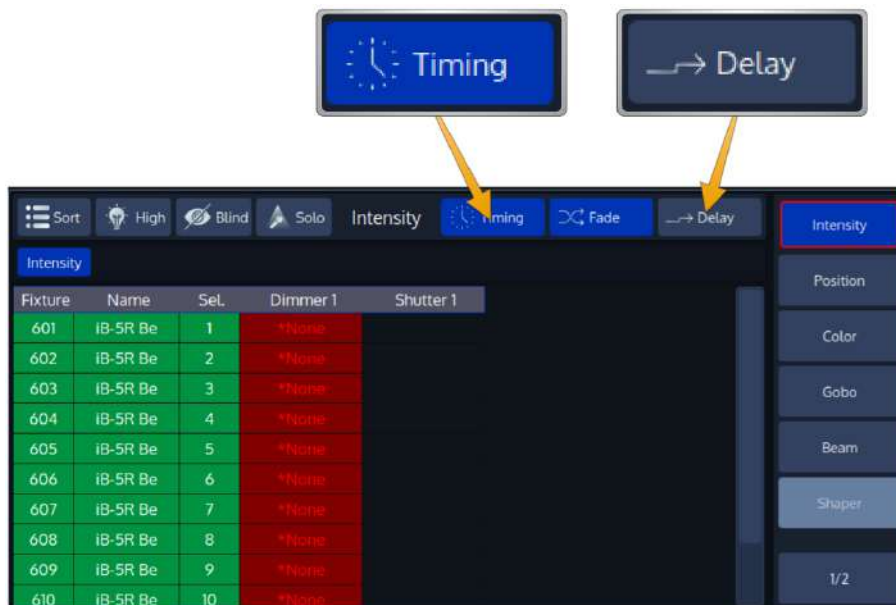 Timing
Delay
Sort High Blind Solo Intensity Timing Fade Delay
Intensity
Intensity
Position
Color
Gobo
Beam
Shaper
1/2
Fixture Name Sel. Dimmer 1 Shutter 1
601 iB-5R Be 1 *None
602 iB-5R Be 2 *None
603 iB-5R Be 3 *None
604 iB-5R Be 4 *None
605 iB-5R Be 5 *None
606 iB-5R Be 6 *None
607 iB-5R Be 7 *None
608 iB-5R Be 8 *None
609 iB-5R Be 9 *None
610 iB-5R Be 10 *None